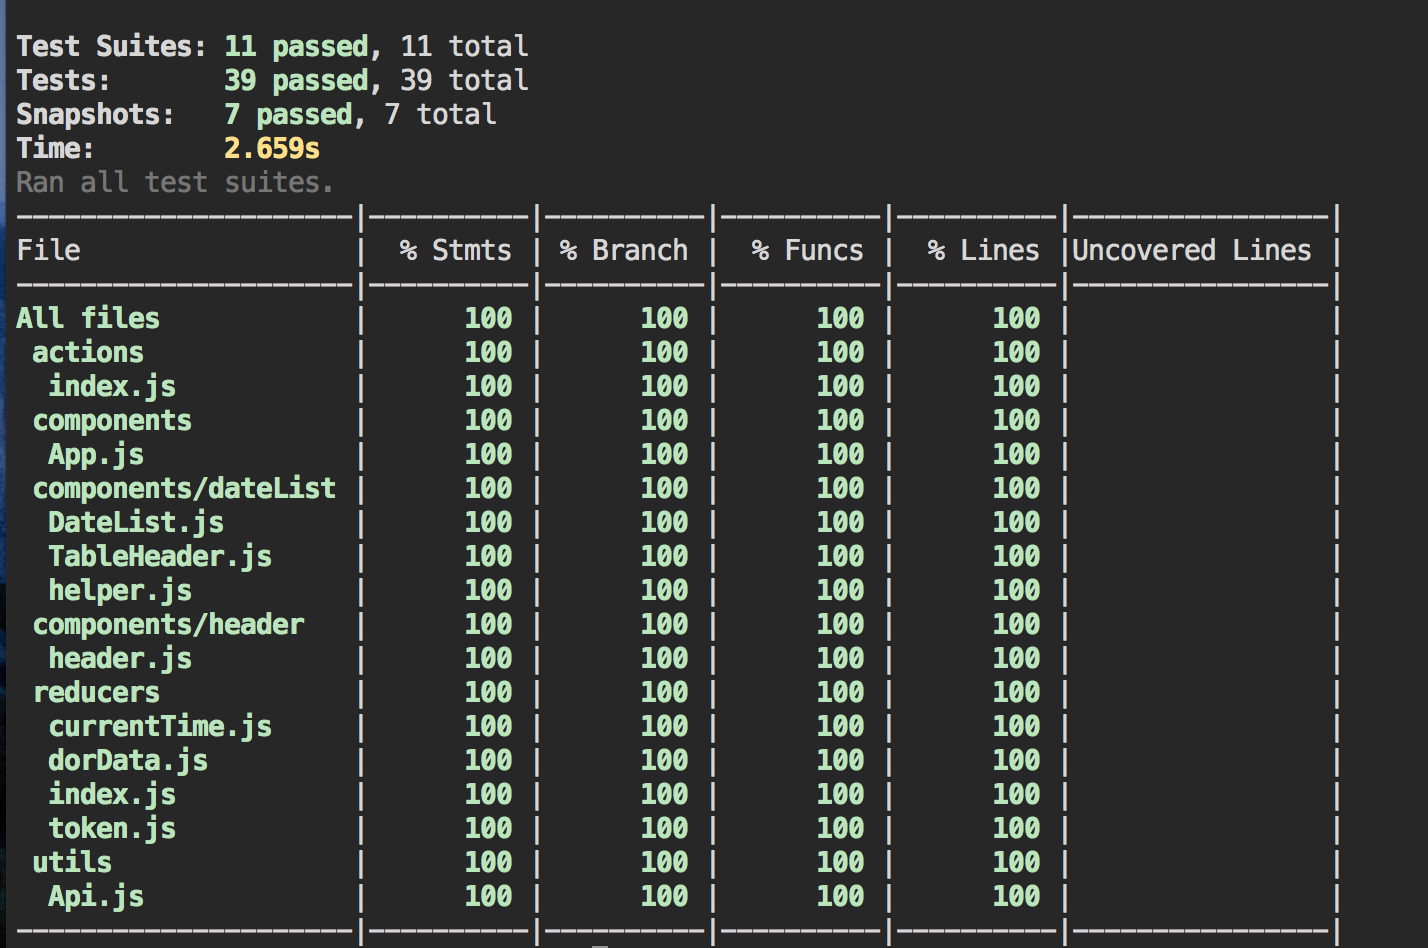 Test Suites: 11 passed, 11 total
Tests:       39 passed, 39 total
Snapshots:   7 passed, 7 total
Time:        2.659s
Ran all test suites.
---------------------|----------|----------|----------|----------|----------------|
File                 |  % Stmts | % Branch |  % Funcs |  % Lines |Uncovered Lines |
---------------------|----------|----------|----------|----------|----------------|
All files            |      100 |      100 |      100 |      100 |                |
 actions             |      100 |      100 |      100 |      100 |                |
  index.js           |      100 |      100 |      100 |      100 |                |
 components          |      100 |      100 |      100 |      100 |                |
  App.js             |      100 |      100 |      100 |      100 |                |
 components/dateList |      100 |      100 |      100 |      100 |                |
  DateList.js        |      100 |      100 |      100 |      100 |                |
  TableHeader.js     |      100 |      100 |      100 |      100 |                |
  helper.js          |      100 |      100 |      100 |      100 |                |
 components/header   |      100 |      100 |      100 |      100 |                |
  header.js          |      100 |      100 |      100 |      100 |                |
 reducers            |      100 |      100 |      100 |      100 |                |
  currentTime.js     |      100 |      100 |      100 |      100 |                |
  dorData.js         |      100 |      100 |      100 |      100 |                |
  index.js           |      100 |      100 |      100 |      100 |                |
  token.js           |      100 |      100 |      100 |      100 |                |
 utils               |      100 |      100 |      100 |      100 |                |
  Api.js             |      100 |      100 |      100 |      100 |                |
---------------------|----------|----------|----------|----------|----------------|